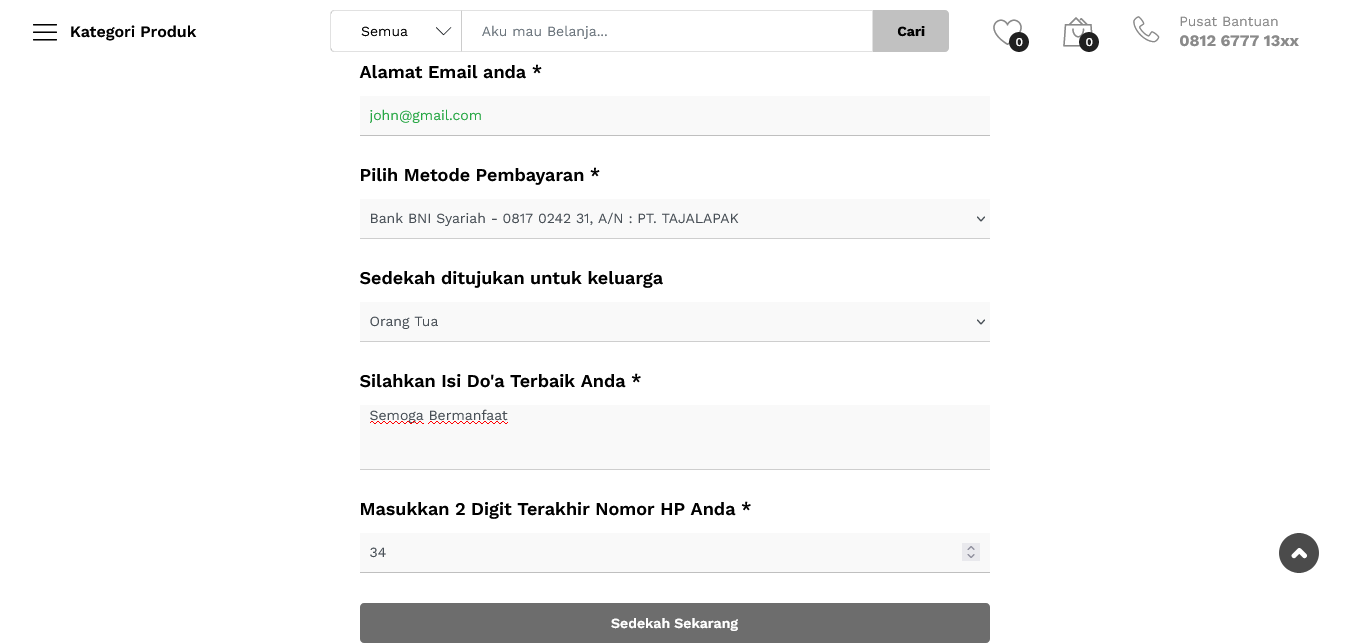 Kategori Produk
Semua
Aku mau Belanja...
Cari
0
0
Pusat Bantuan
0812 6777 13xx
Alamat Email anda *
john@gmail.com
Pilih Metode Pembayaran *
Bank BNI Syariah - 0817 0242 31, A/N : PT. TAJALAPAK
Sedekah ditujukan untuk keluarga
Orang Tua
Silahkan Isi Do'a Terbaik Anda *
Semoga Bermanfaat
Masukkan 2 Digit Terakhir Nomor HP Anda *
34
Sedekah Sekarang